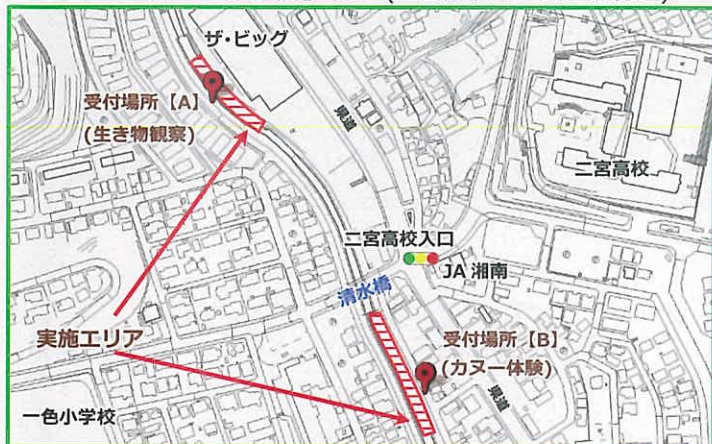 ザ・ビッグ
受付場所【A】
(生き物観察)
県道
二宮高校
二宮高校入口
JA 湘南
清水橋
実施エリア
受付場所【B】
(カヌー体験)
県道
一色小学校